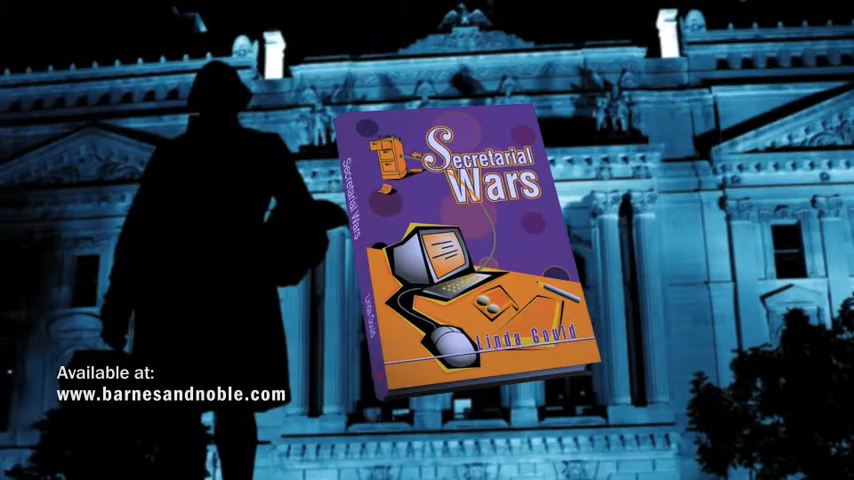 Secretarial
Wars
Secretarial Wars
Linda Gould
Linda Gould
Available at:
www.barnesandnoble.com